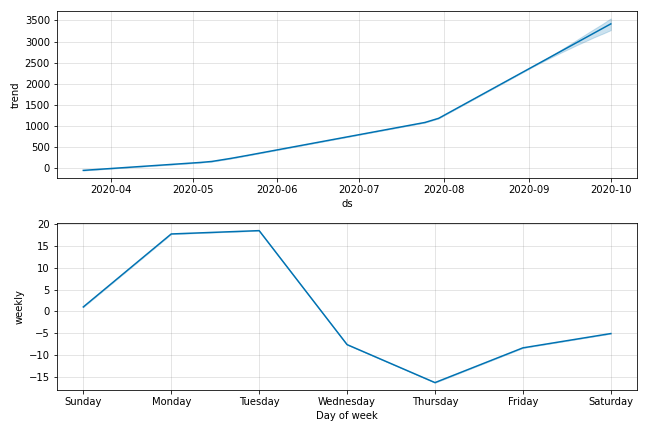 3500
3000
2500
2000
1500
1000
500
0
trend
2020-04 2020-05 2020-06 2020-07 2020-08 2020-09 2020-10
ds
20
15
10
5
0
−5
−10
−15
weekly
Sunday Monday Tuesday Wednesday Thursday Friday Saturday
Day of week